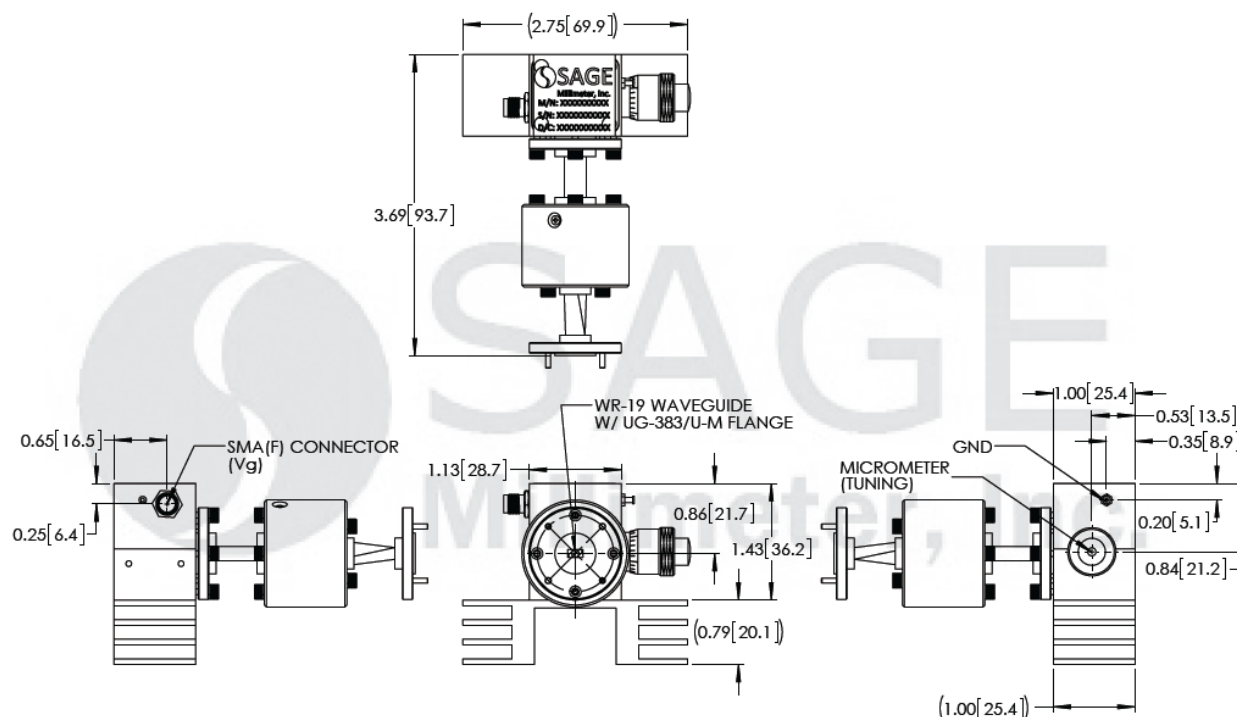 (2.75[69.9])
SAGE
Millimeter, Inc.
M/N: XXXXXXXXXX
S/N: XXXXXXXXXXX
D/C: XXXXXXXXXXX
3.69[93.7]
SAGE
Millimeter, Inc.
WR-19 WAVEGUIDE
W/ UG-383/U-M FLANGE
0.65[16.5]
SMA(F) CONNECTOR
(Vg)
0.25[6.4]
1.13[28.7]
0.86[21.7]
1.43[36.2]
(0.79[20.1])
1.00[25.4]
0.53[13.5]
0.35[8.9]
GND
MICROMETER
(TUNING)
0.20[5.1]
0.84[21.2]
(1.00[25.4])